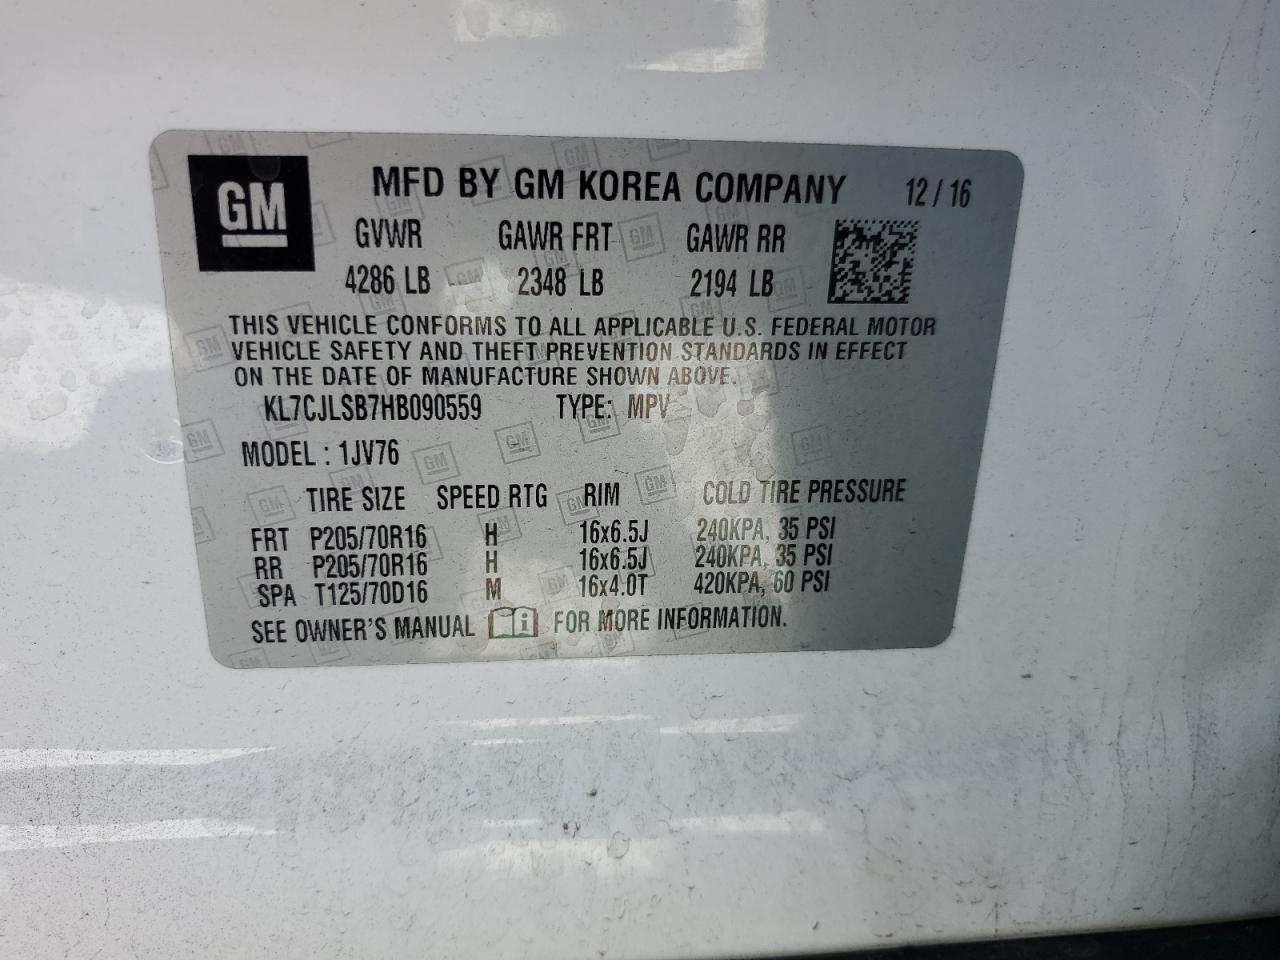 GM MFD BY GM KOREA COMPANY 12/16
GVWR GAWR FRT GAWR RR
4286 LB 2348 LB 2194 LB
THIS VEHICLE CONFORMS TO ALL APPLICABLE U.S. FEDERAL MOTOR
VEHICLE SAFETY AND THEFT PREVENTION STANDARDS IN EFFECT
ON THE DATE OF MANUFACTURE SHOWN ABOVE.
KL7CJLSB7HB090559 TYPE: MPV
MODEL : 1JV76
TIRE SIZE SPEED RTG RIM COLD TIRE PRESSURE
FRT P205/70R16 H 16x6.5J 240KPA, 35 PSI
RR P205/70R16 H 16x6.5J 240KPA, 35 PSI
SPA T125/70D16 M 16x4.0T 420KPA, 60 PSI
SEE OWNER'S MANUAL i FOR MORE INFORMATION.